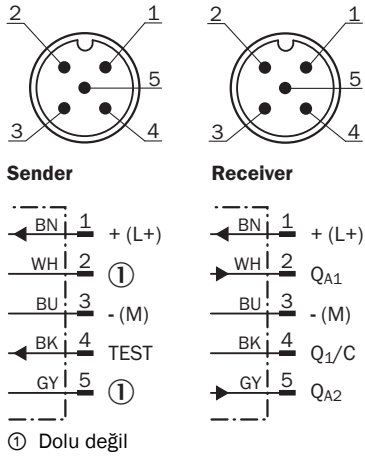 2 1 2 1
5 5
3 4 3 4
Sender Receiver
BN 1 + (L+) BN 1 + (L+)
WH 2 ① WH 2 QA1
BU 3 - (M) BU 3 - (M)
BK 4 TEST BK 4 Q1/C
GY 5 ① GY 5 QA2
① Dolu değil